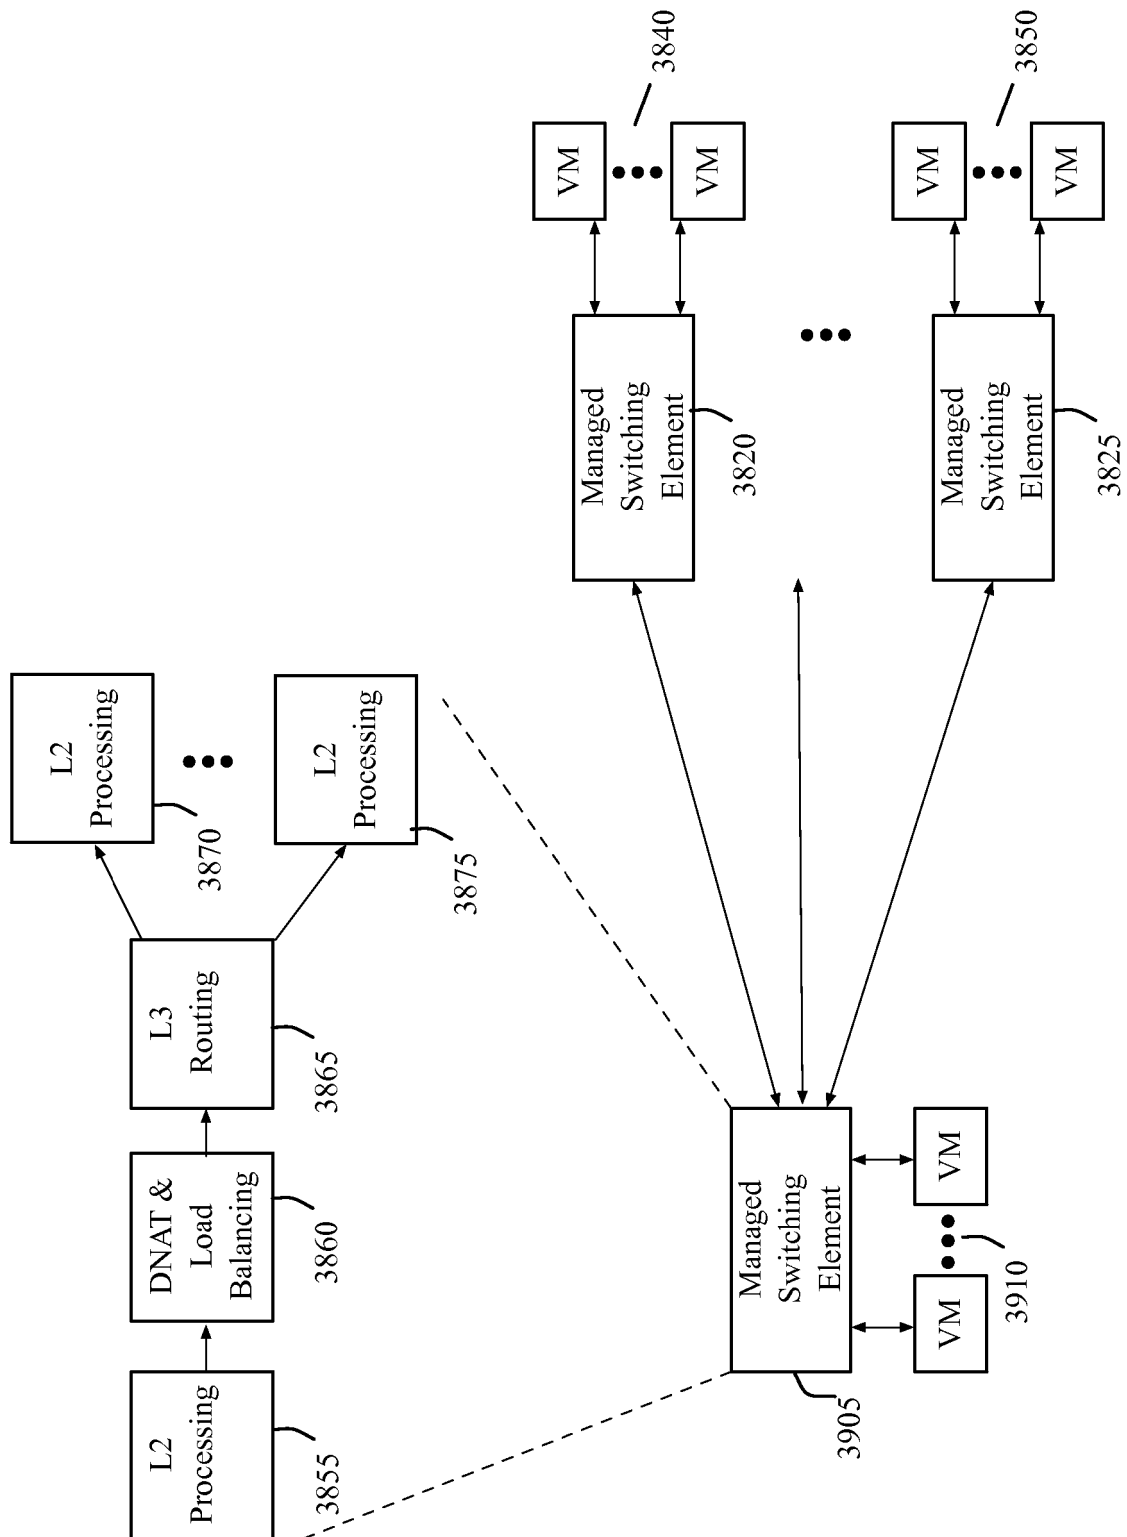 L2
Processing
3855
DNAT &
Load
Balancing
3860
L3
Routing
3865
L2
Processing
3870
L2
Processing
3875
Managed
Switching
Element
3905
VM
VM
3910
Managed
Switching
Element
3820
VM
VM
3840
Managed
Switching
Element
3825
VM
VM
3850